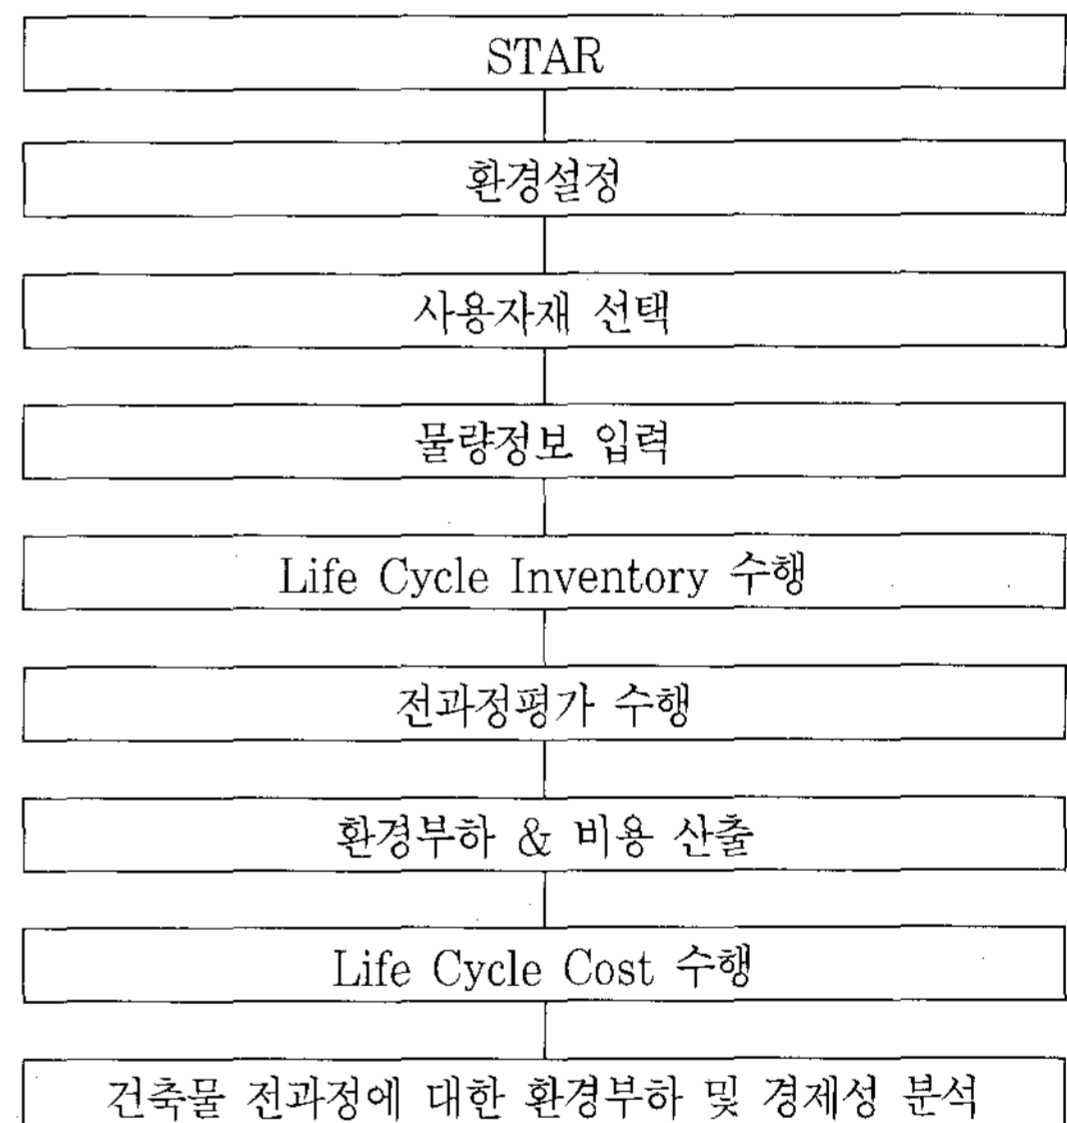 STAR
환경설정
사용자재 선택
물량정보 입력
Life Cycle Inventory 수행
전과정평가 수행
환경부하 & 비용 산출
Life Cycle Cost 수행
건축물 전과정에 대한 환경부하 및 경제성 분석